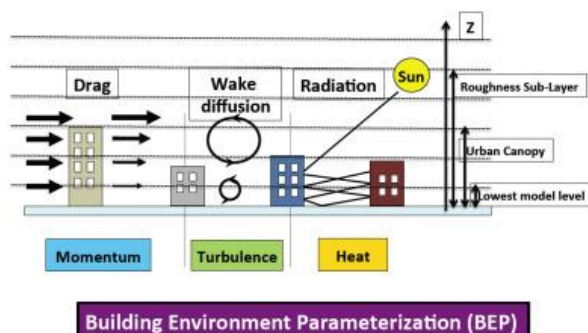 Z
Drag
Wake
diffusion
Radiation
Sun
Roughness Sub-Layer
Urban Canopy
Lowest model level
Momentum
Turbulence
Heat
Building Environment Parameterization (BEP)